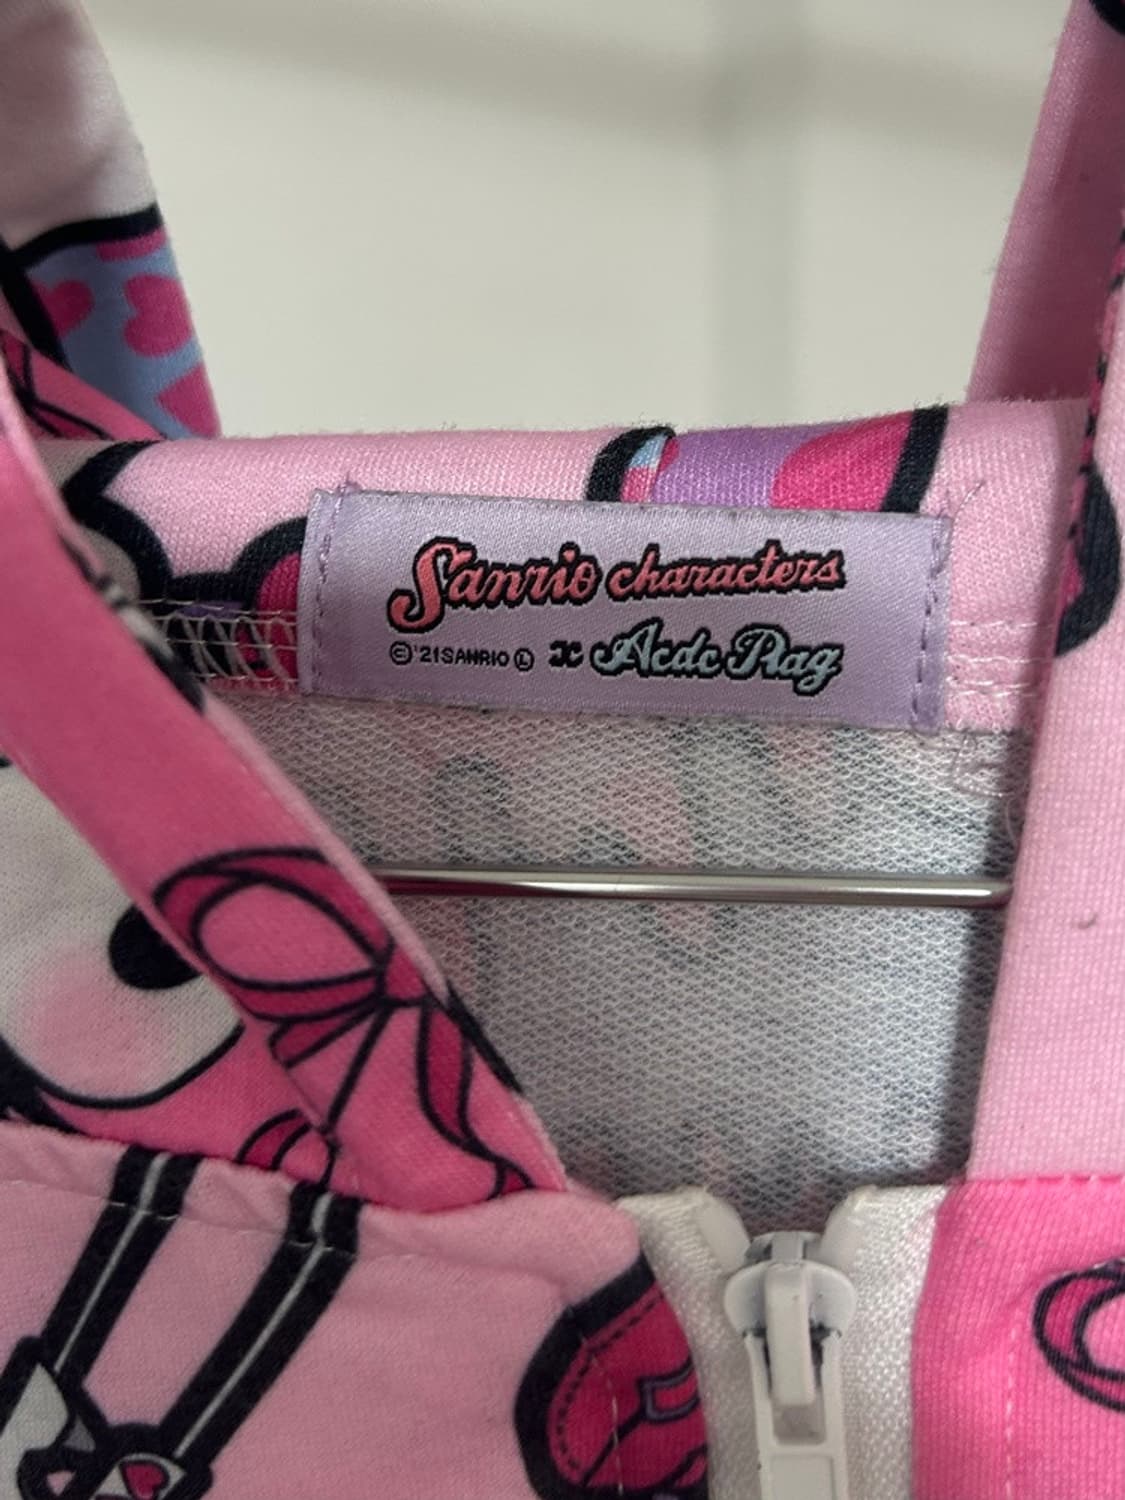 Sanrio characters
©'21 SANRIO Ⓛ × Acdc Rag